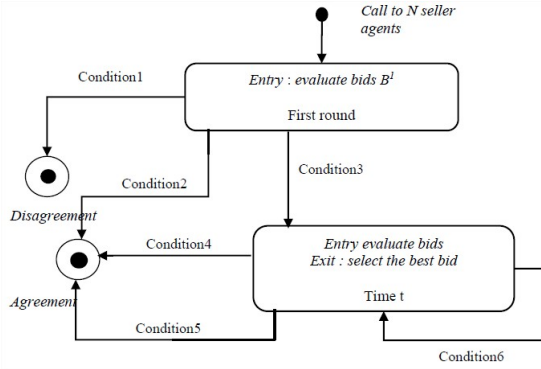 Call to N seller
agents
Condition1
Entry : evaluate bids B¹
First round
Condition2
Condition3
Disagreement
Condition4
Entry evaluate bids
Exit : select the best bid
Time t
Agreement
Condition5
Condition6